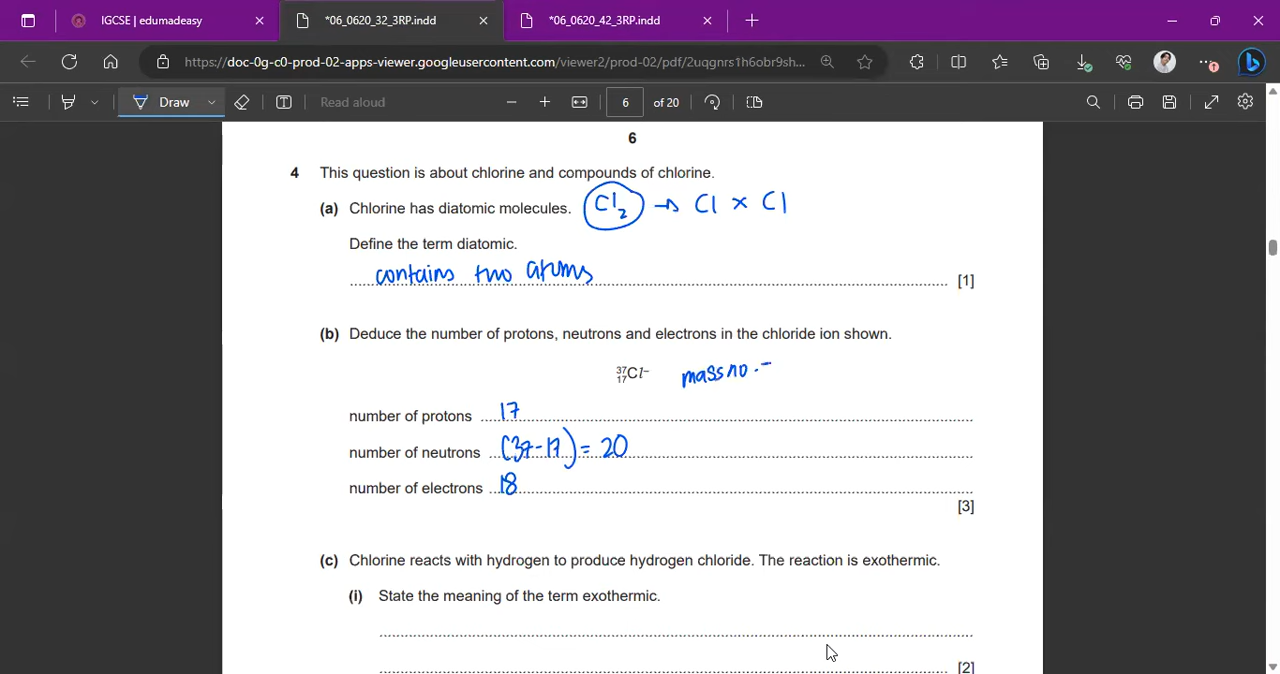 IGCSE | edumadeasy
*06_0620_32_3RP.indd
*06_0620_42_3RP.indd
https://doc-0g-c0-prod-02-apps-viewer.googleusercontent.com/viewer2/prod-02/pdf/2uqgnrs1h6obr9sh...
Draw
Read aloud
6 of 20
6
4 This question is about chlorine and compounds of chlorine.
(a) Chlorine has diatomic molecules. Cl₂ → Cl × Cl
Define the term diatomic.
contains two atoms [1]
(b) Deduce the number of protons, neutrons and electrons in the chloride ion shown.
³⁷₁₇Cl⁻ mass no. -
number of protons 17
number of neutrons (37-17) = 20
number of electrons 18
[3]
(c) Chlorine reacts with hydrogen to produce hydrogen chloride. The reaction is exothermic.
(i) State the meaning of the term exothermic.
[2]